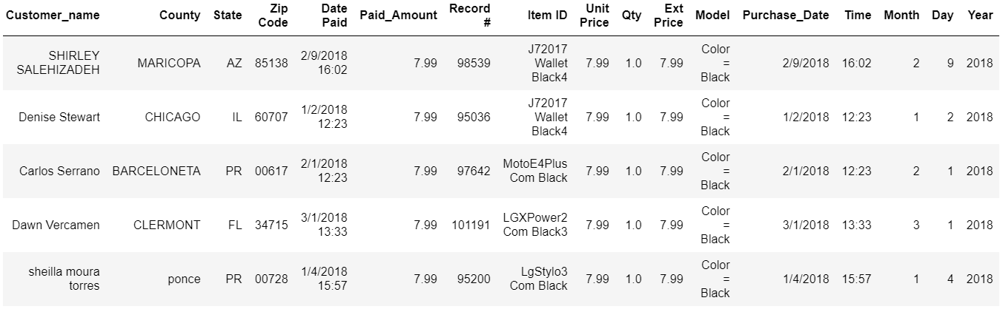 Customer_name County State Zip Code Date Paid Paid_Amount Record # Item ID Unit Price Qty Ext Price Model Purchase_Date Time Month Day Year
SHIRLEY SALEHIZADEH MARICOPA AZ 85138 2/9/2018 16:02 7.99 98539 J72017 Wallet Black4 7.99 1.0 7.99 Color = Black 2/9/2018 16:02 2 9 2018
Denise Stewart CHICAGO IL 60707 1/2/2018 12:23 7.99 95036 J72017 Wallet Black4 7.99 1.0 7.99 Color = Black 1/2/2018 12:23 1 2 2018
Carlos Serrano BARCELONETA PR 00617 2/1/2018 12:23 7.99 97642 MotoE4Plus Com Black 7.99 1.0 7.99 Color = Black 2/1/2018 12:23 2 1 2018
Dawn Vercamen CLERMONT FL 34715 3/1/2018 13:33 7.99 101191 LGXPower2 Com Black3 7.99 1.0 7.99 Color = Black 3/1/2018 13:33 3 1 2018
sheilla moura torres ponce PR 00728 1/4/2018 15:57 7.99 95200 LgStylo3 Com Black 7.99 1.0 7.99 Color = Black 1/4/2018 15:57 1 4 2018